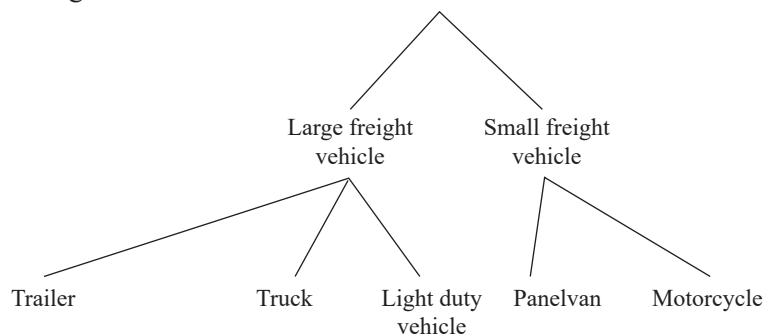 Large freight
vehicle
Small freight
vehicle
Trailer
Truck
Light duty
vehicle
Panelvan
Motorcycle